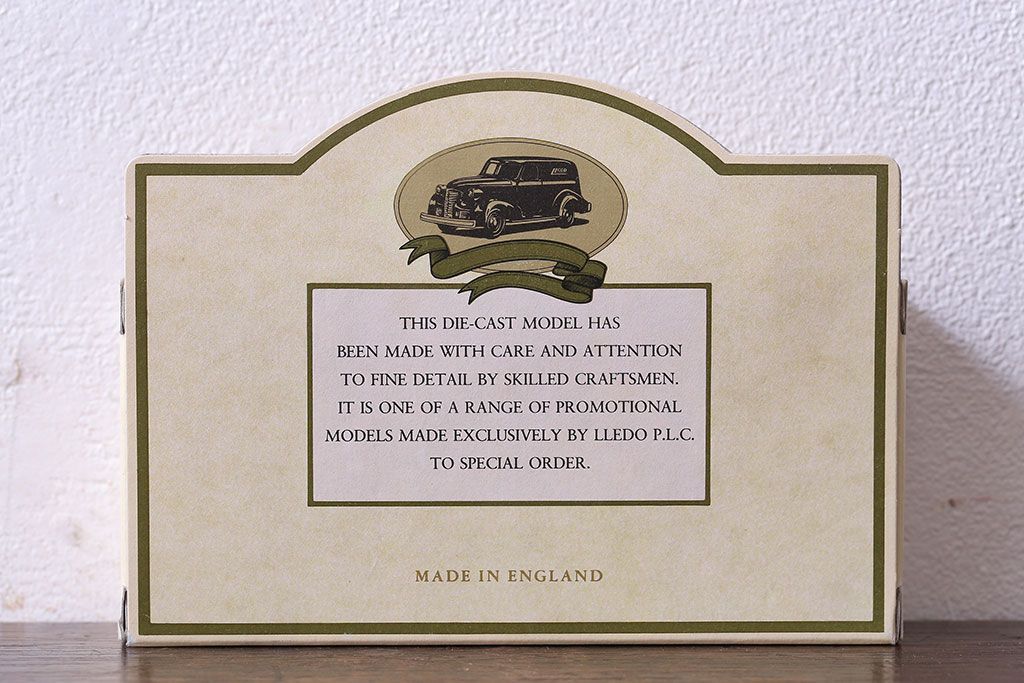 THIS DIE-CAST MODEL HAS
BEEN MADE WITH CARE AND ATTENTION
TO FINE DETAIL BY SKILLED CRAFTSMEN.
IT IS ONE OF A RANGE OF PROMOTIONAL
MODELS MADE EXCLUSIVELY BY LLEDO P.L.C.
TO SPECIAL ORDER.
MADE IN ENGLAND